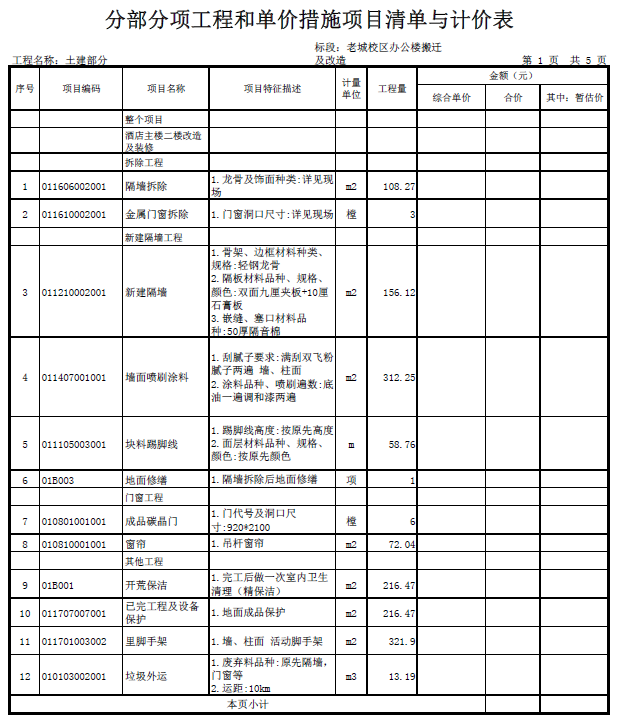 分部分项工程和单价措施项目清单与计价表
标段：老城校区办公楼搬迁
工程名称：土建部分 及改造 第 1 页 共 5 页
序号 项目编码 项目名称 项目特征描述 计量 工程量 金额（元）
单位 综合单价 合价 其中：暂估价
整个项目
酒店主楼二楼改造
及装修
拆除工程
1 011606002001 隔墙拆除 1.龙骨及饰面种类:详见现 m2 108.27
场
2 011610002001 金属门窗拆除 1.门窗洞口尺寸:详见现场 樘 3
新建隔墙工程
1.骨架、边框材料种类、
规格:轻钢龙骨
2.隔板材料品种、规格、
3 011210002001 新建隔墙 颜色:双面九厘夹板+10厘 m2 156.12
石膏板
3.嵌缝、塞口材料品
种:50厚隔音棉
1.刮腻子要求:满刮双飞粉
4 011407001001 墙面喷刷涂料 腻子两遍 墙、柱面 m2 312.25
2.涂料品种、喷刷遍数:底
油一遍调和漆两遍
1.踢脚线高度:按原先高度
5 011105003001 块料踢脚线 2.面层材料品种、规格、 m 58.76
颜色:按原先颜色
6 01B003 地面修缮 1.隔墙拆除后地面修缮 项 1
门窗工程
7 010801001001 成品碳晶门 1.门代号及洞口尺 樘 6
寸:920*2100
8 010810001001 窗帘 1.吊杆窗帘 m2 72.04
其他工程
9 01B001 开荒保洁 1.完工后做一次室内卫生 m2 216.47
清理（精保洁）
10 011707007001 已完工程及设备 1.地面成品保护 m2 216.47
保护
11 011701003002 里脚手架 1.墙、柱面 活动脚手架 m2 321.9
1.废弃料品种:原先隔墙，
12 010103002001 垃圾外运 门窗等 m3 13.19
2.运距:10km
本页小计